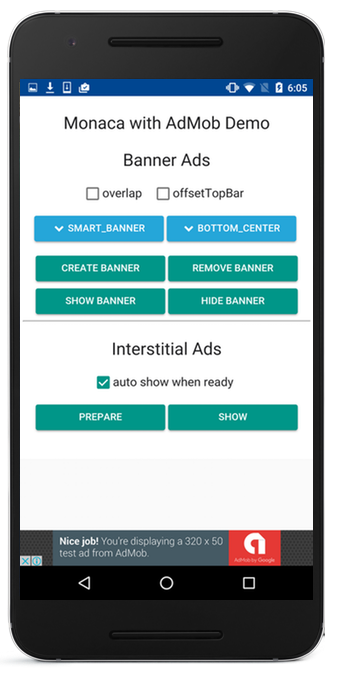 6:05
Monaca with AdMob Demo
Banner Ads
overlap offsetTopBar
SMART_BANNER BOTTOM_CENTER
CREATE BANNER REMOVE BANNER
SHOW BANNER HIDE BANNER
Interstitial Ads
auto show when ready
PREPARE SHOW
Nice job! You're displaying a 320 x 50
test ad from AdMob.
AdMob by Google